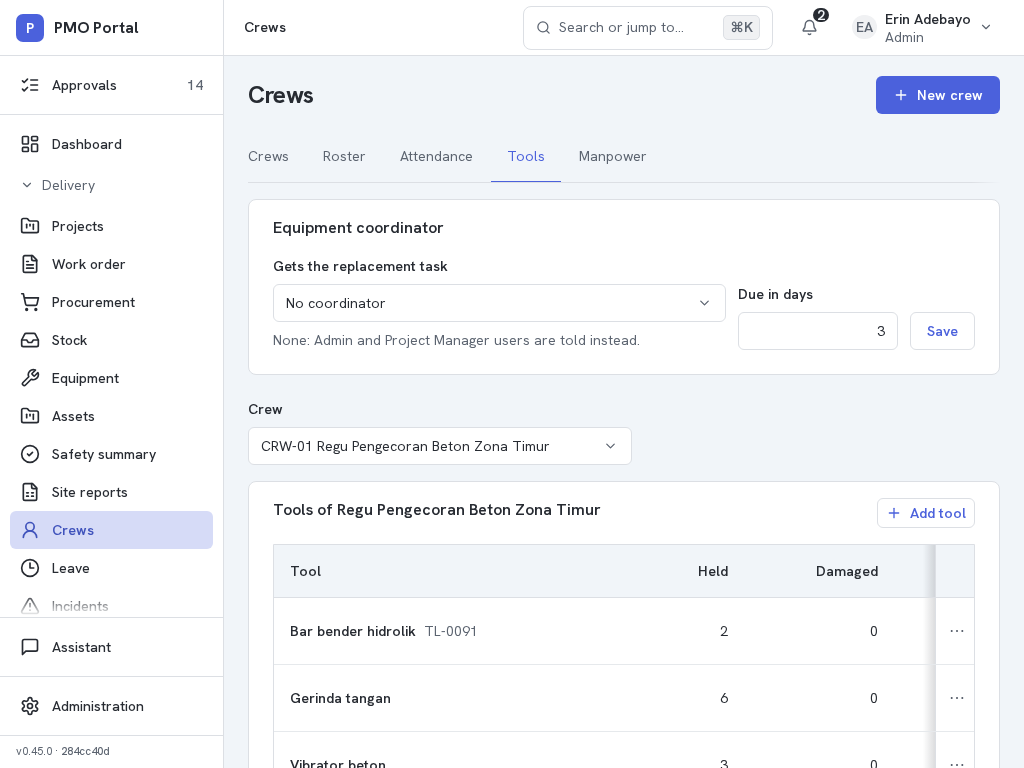 P PMO Portal
Crews
Search or jump to...
⌘K
2
EA
Erin Adebayo
Admin
Approvals 14
Dashboard
Delivery
Projects
Work order
Procurement
Stock
Equipment
Assets
Safety summary
Site reports
Crews
Leave
Incidents
Assistant
Administration
v0.45.0 · 284cc40d
Crews
New crew
Crews Roster Attendance Tools Manpower
Equipment coordinator
Gets the replacement task
No coordinator
None: Admin and Project Manager users are told instead.
Due in days
3
Save
Crew
CRW-01 Regu Pengecoran Beton Zona Timur
Tools of Regu Pengecoran Beton Zona Timur
Add tool
Tool Held Damaged
Bar bender hidrolik TL-0091 2 0
Gerinda tangan 6 0
Vibrator beton 3 0